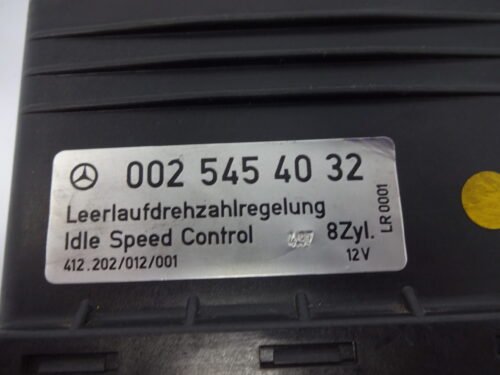 002 545 40 32
Leerlaufdrehzahlregelung
Idle Speed Control 8Zyl.
412.202/012/001 12V
LR 0001